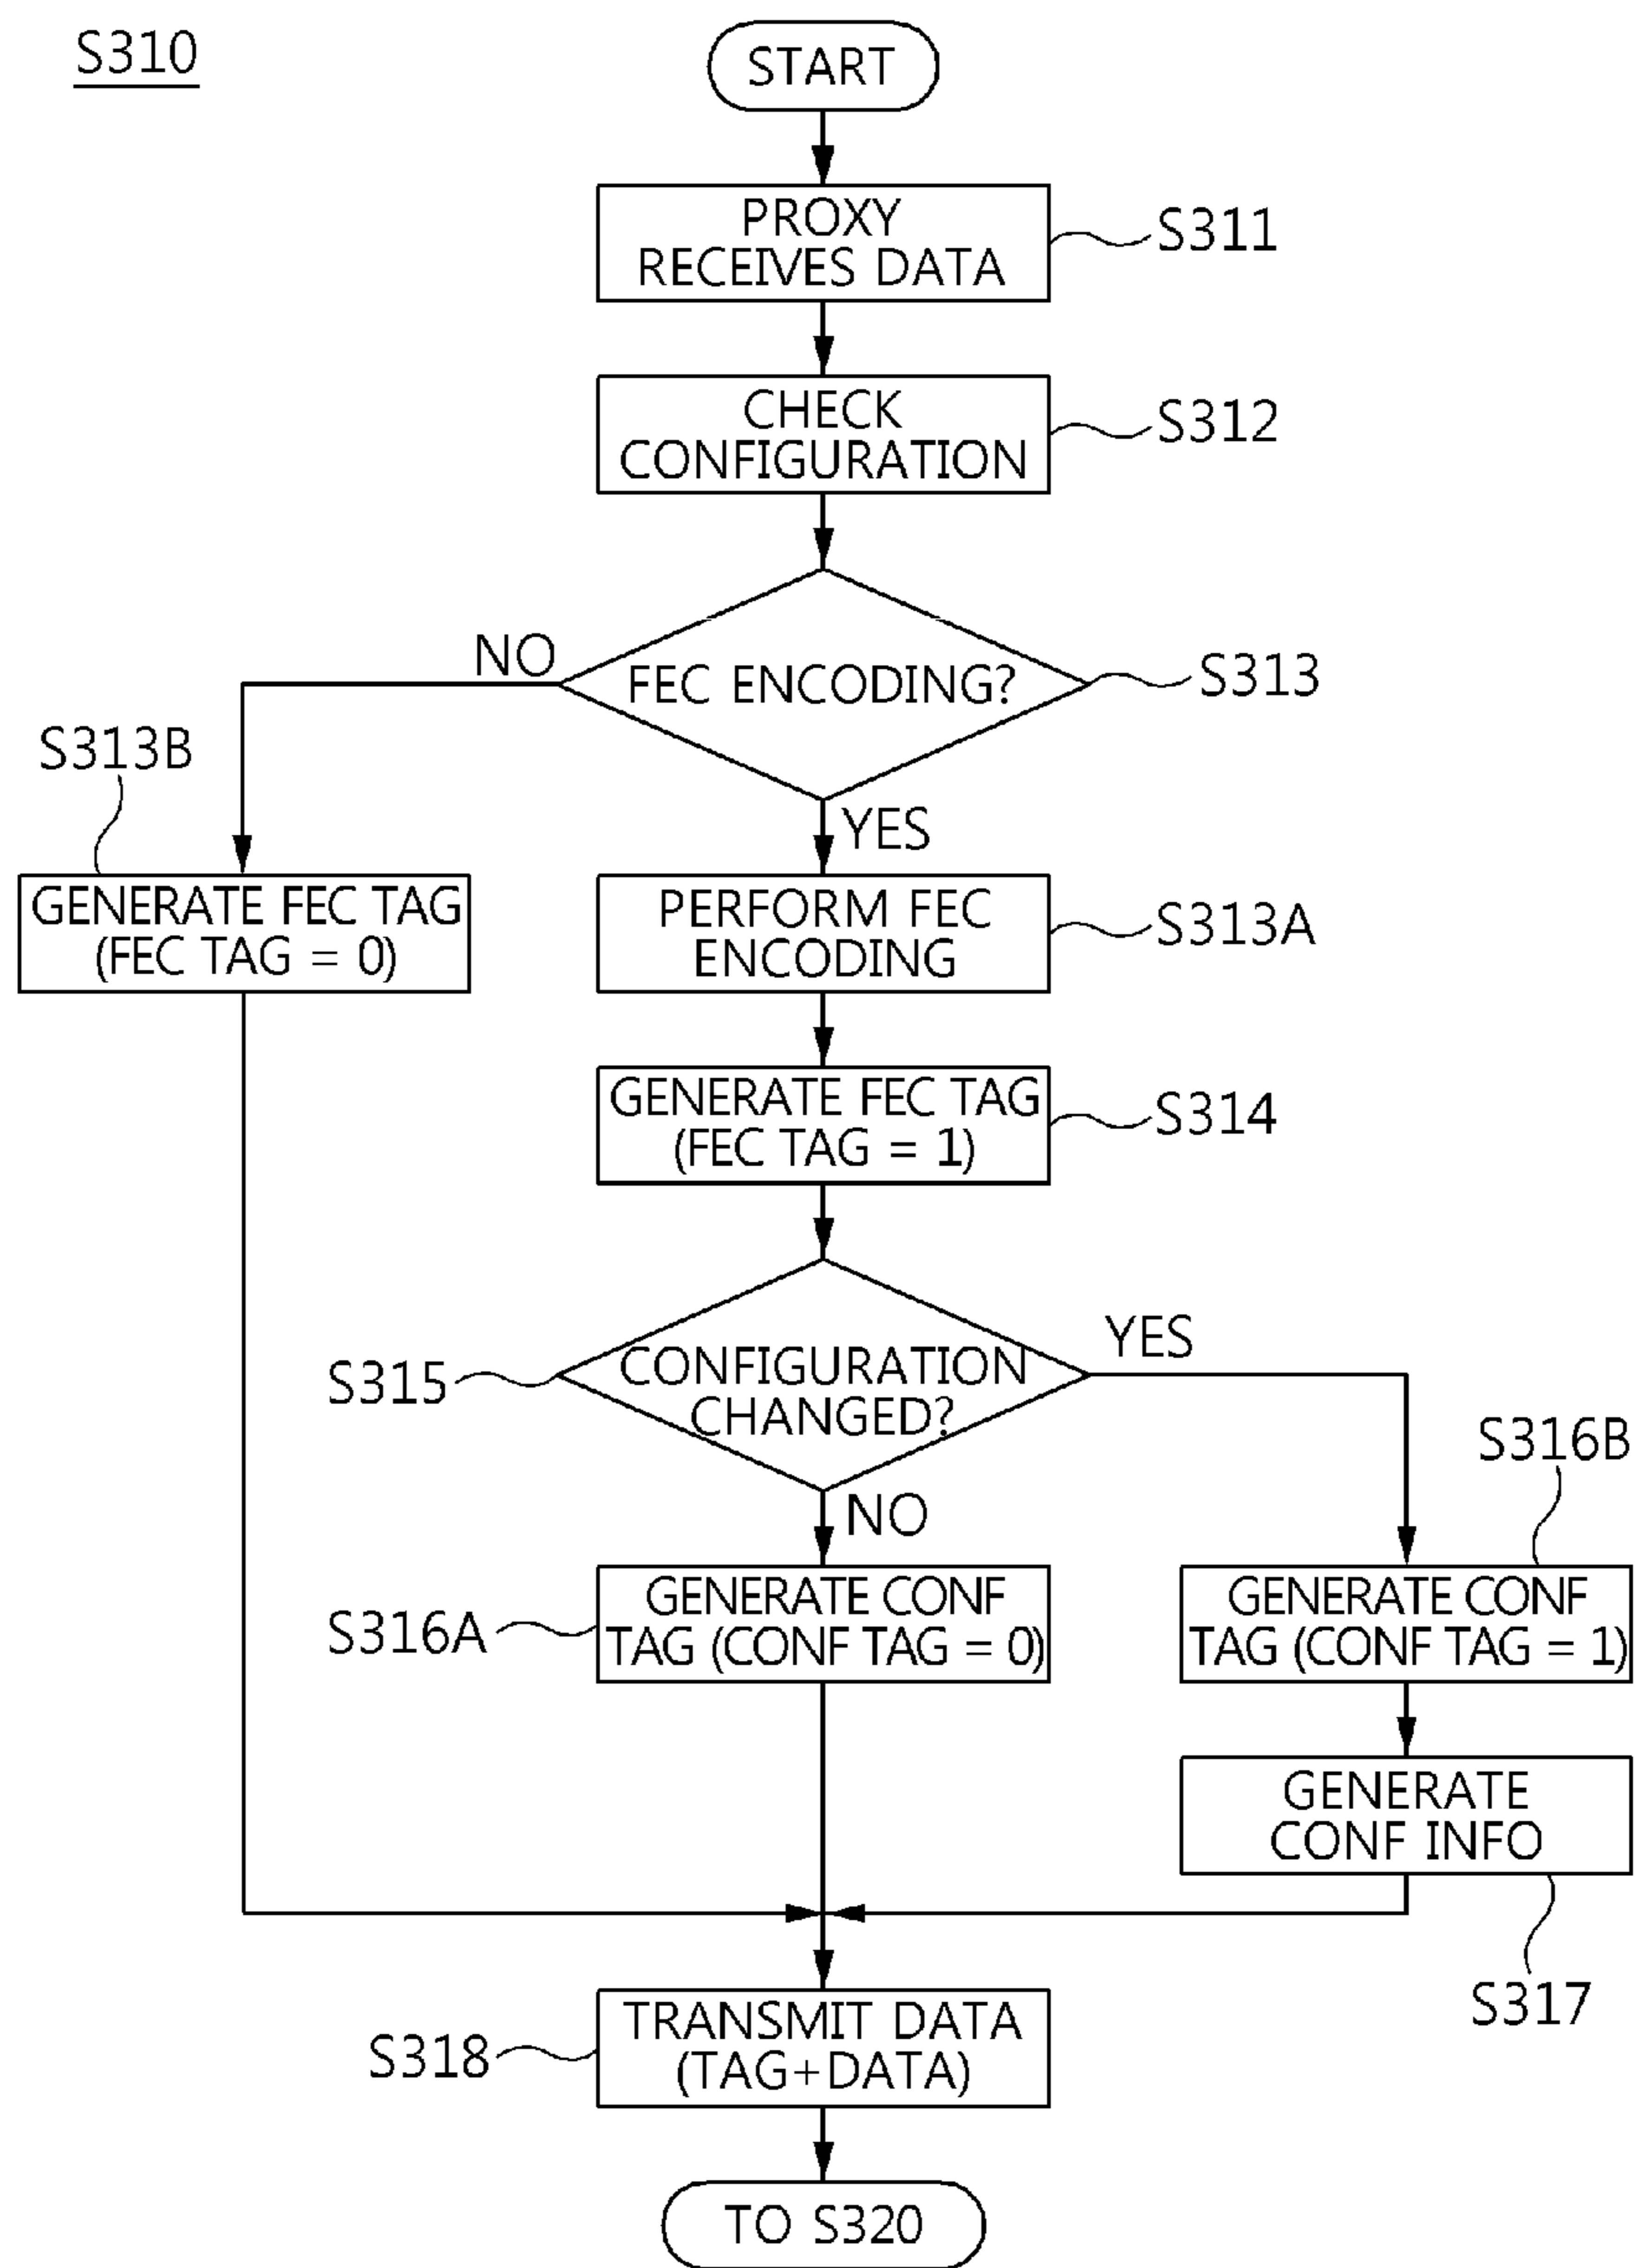 S310
START
PROXY
RECEIVES DATA
S311
CHECK
CONFIGURATION
S312
NO
FEC ENCODING?
S313
S313B
YES
GENERATE FEC TAG
(FEC TAG = 0)
PERFORM FEC
ENCODING
S313A
GENERATE FEC TAG
(FEC TAG = 1)
S314
YES
S315
CONFIGURATION
CHANGED?
S316B
NO
S316A
GENERATE CONF
TAG (CONF TAG = 0)
GENERATE CONF
TAG (CONF TAG = 1)
GENERATE
CONF INFO
S317
S318
TRANSMIT DATA
(TAG+DATA)
TO S320